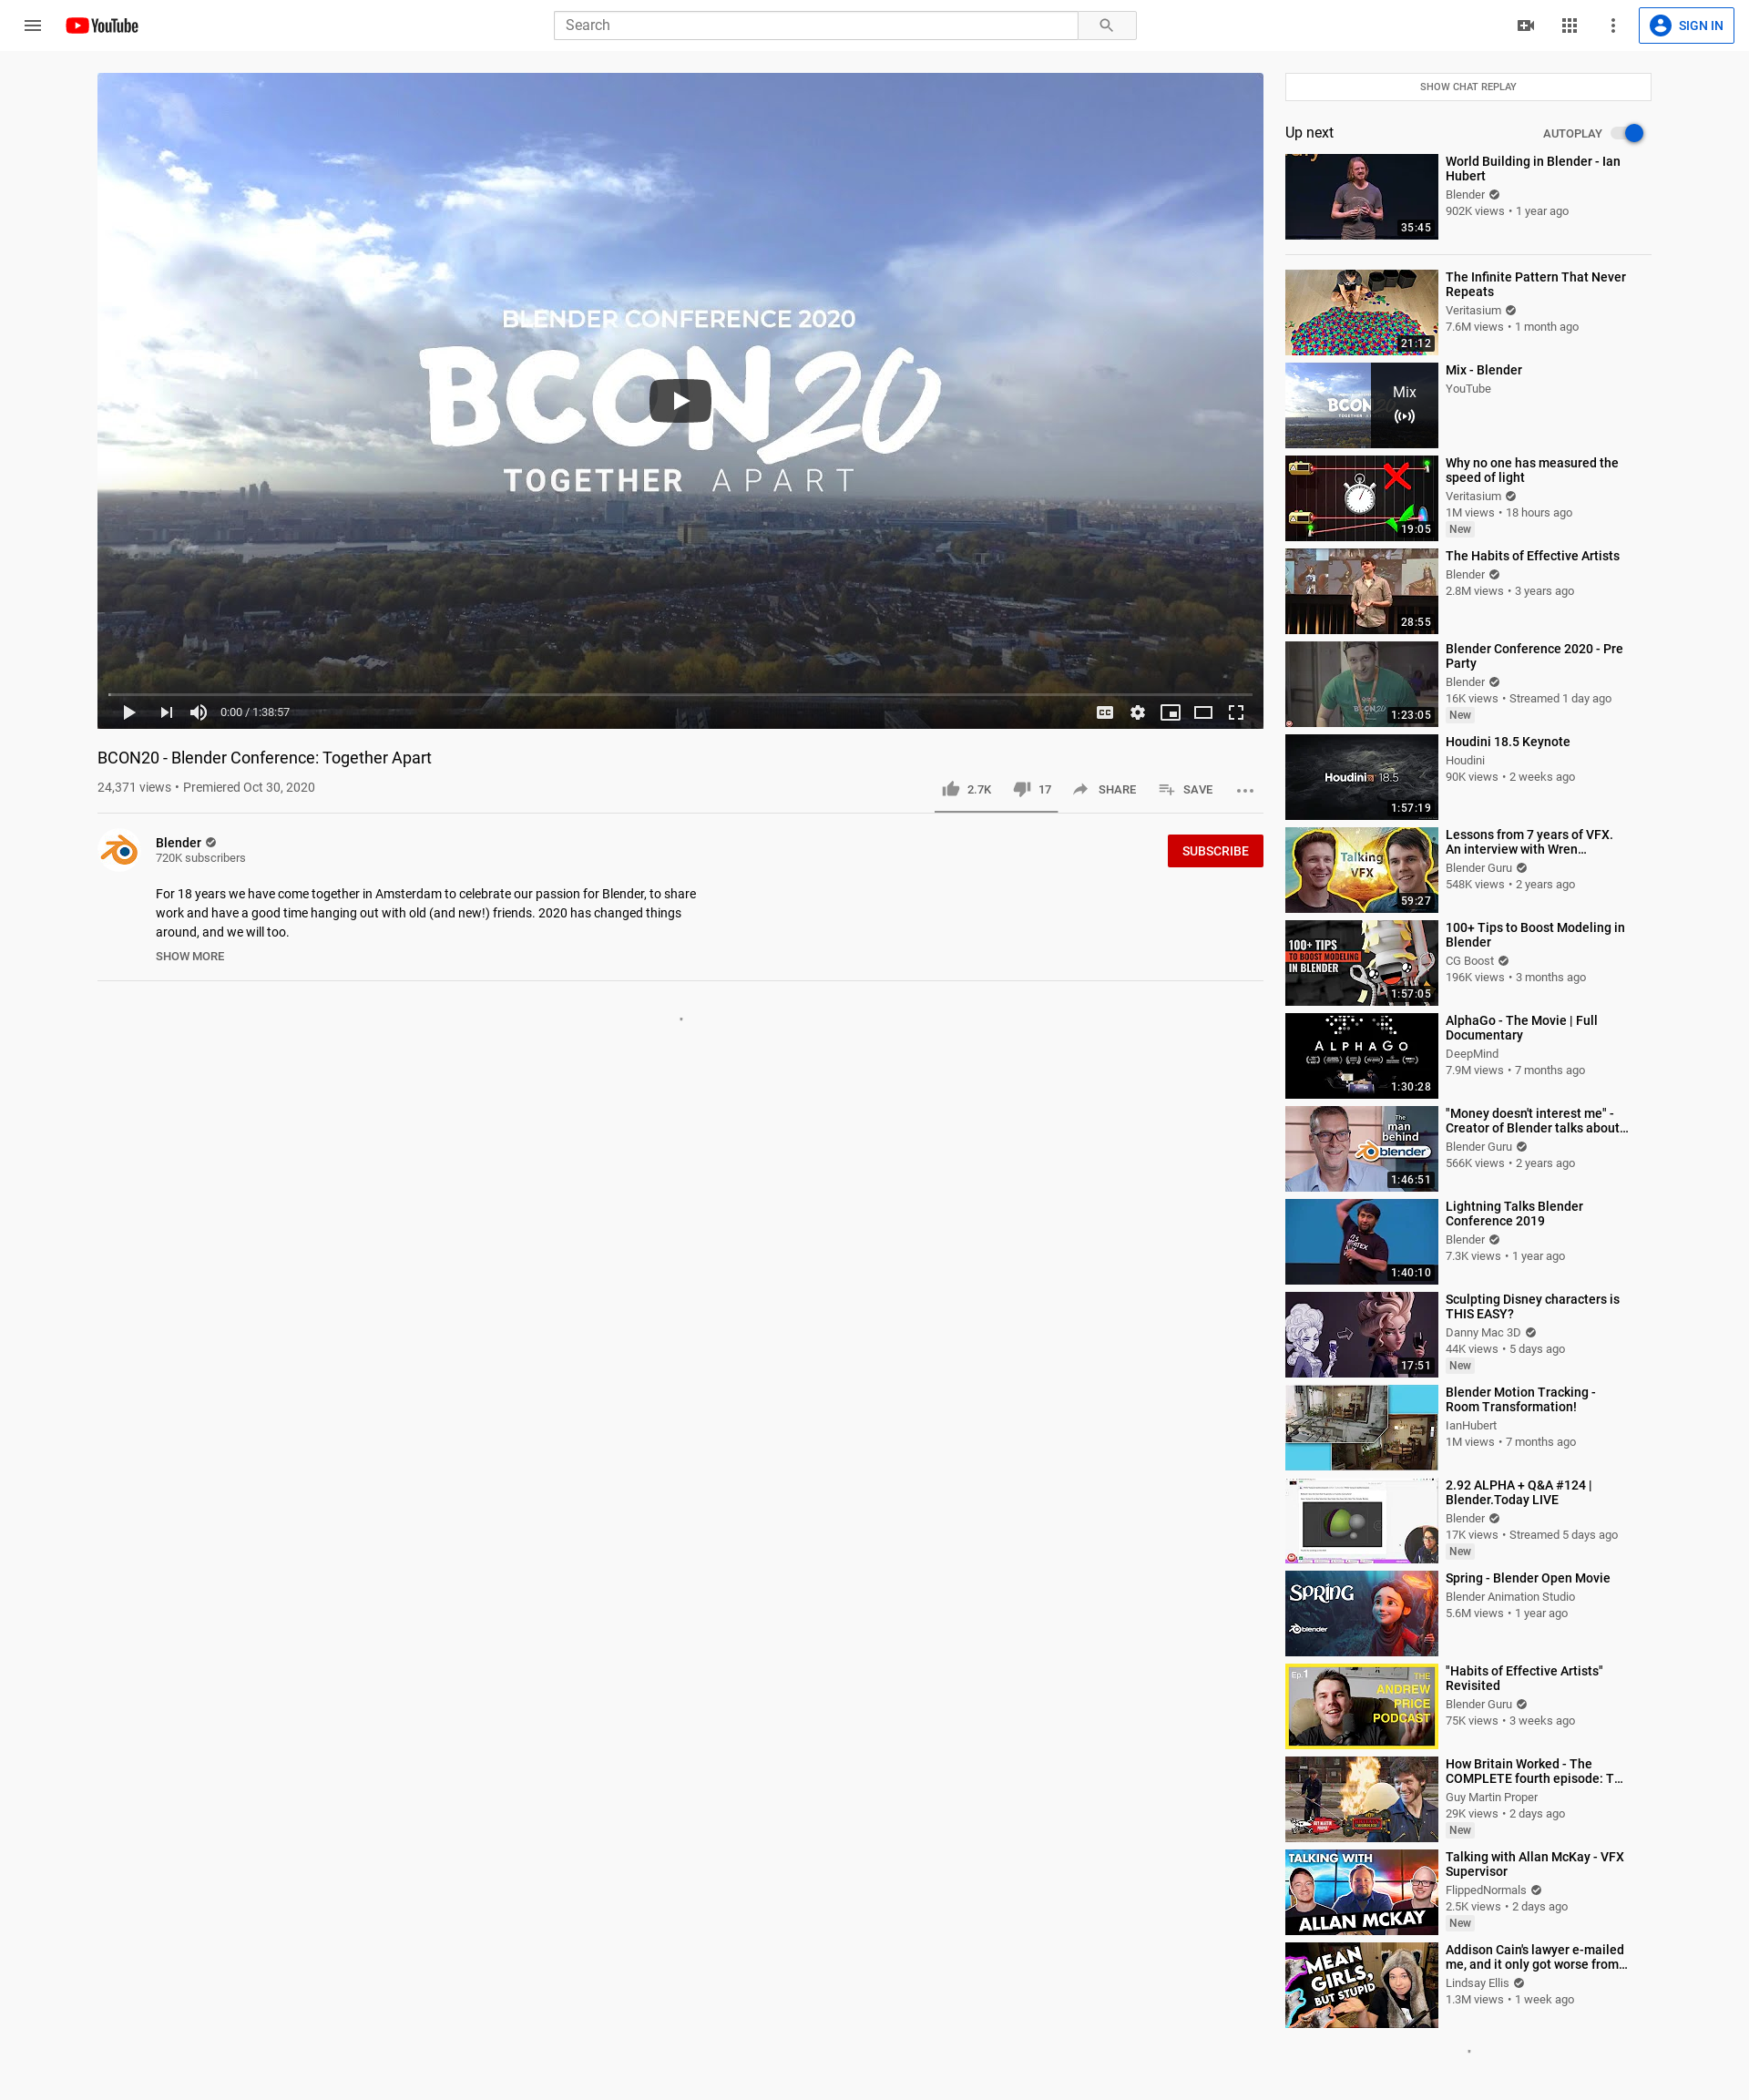 YouTube
Search
SIGN IN
BLENDER CONFERENCE 2020
BCON20
TOGETHER APART
0:00 / 1:38:57
BCON20 - Blender Conference: Together Apart
24,371 views • Premiered Oct 30, 2020
2.7K
17
SHARE
SAVE
Blender
720K subscribers
SUBSCRIBE
For 18 years we have come together in Amsterdam to celebrate our passion for Blender, to share
work and have a good time hanging out with old (and new!) friends. 2020 has changed things
around, and we will too.
SHOW MORE
SHOW CHAT REPLAY
Up next
AUTOPLAY
35:45
World Building in Blender - Ian
Hubert
Blender
902K views • 1 year ago
21:12
The Infinite Pattern That Never
Repeats
Veritasium
7.6M views • 1 month ago
BCON20
TOGETHER
Mix
Mix - Blender
YouTube
19:05
Why no one has measured the
speed of light
Veritasium
1M views • 18 hours ago
New
28:55
The Habits of Effective Artists
Blender
2.8M views • 3 years ago
1:23:05
Blender Conference 2020 - Pre
Party
Blender
16K views • Streamed 1 day ago
New
Houdini 18.5
1:57:19
Houdini 18.5 Keynote
Houdini
90K views • 2 weeks ago
Talking
VFX
59:27
Lessons from 7 years of VFX.
An interview with Wren…
Blender Guru
548K views • 2 years ago
100+ TIPS
TO BOOST MODELING
IN BLENDER
1:57:05
100+ Tips to Boost Modeling in
Blender
CG Boost
196K views • 3 months ago
ALPHAGO
1:30:28
AlphaGo - The Movie | Full
Documentary
DeepMind
7.9M views • 7 months ago
The
man
behind
blender
1:46:51
"Money doesn't interest me" -
Creator of Blender talks about…
Blender Guru
566K views • 2 years ago
1:40:10
Lightning Talks Blender
Conference 2019
Blender
7.3K views • 1 year ago
17:51
Sculpting Disney characters is
THIS EASY?
Danny Mac 3D
44K views • 5 days ago
New
Blender Motion Tracking -
Room Transformation!
IanHubert
1M views • 7 months ago
2.92 ALPHA + Q&A #124 |
Blender.Today LIVE
Blender
17K views • Streamed 5 days ago
New
SPRING
blender
Spring - Blender Open Movie
Blender Animation Studio
5.6M views • 1 year ago
Ep.1
THE
ANDREW
PRICE
PODCAST
"Habits of Effective Artists"
Revisited
Blender Guru
75K views • 3 weeks ago
How Britain Worked - The
COMPLETE fourth episode: T…
Guy Martin Proper
29K views • 2 days ago
New
TALKING WITH
ALLAN MCKAY
Talking with Allan McKay - VFX
Supervisor
FlippedNormals
2.5K views • 2 days ago
New
MEAN
GIRLS,
BUT STUPID
Addison Cain's lawyer e-mailed
me, and it only got worse from…
Lindsay Ellis
1.3M views • 1 week ago